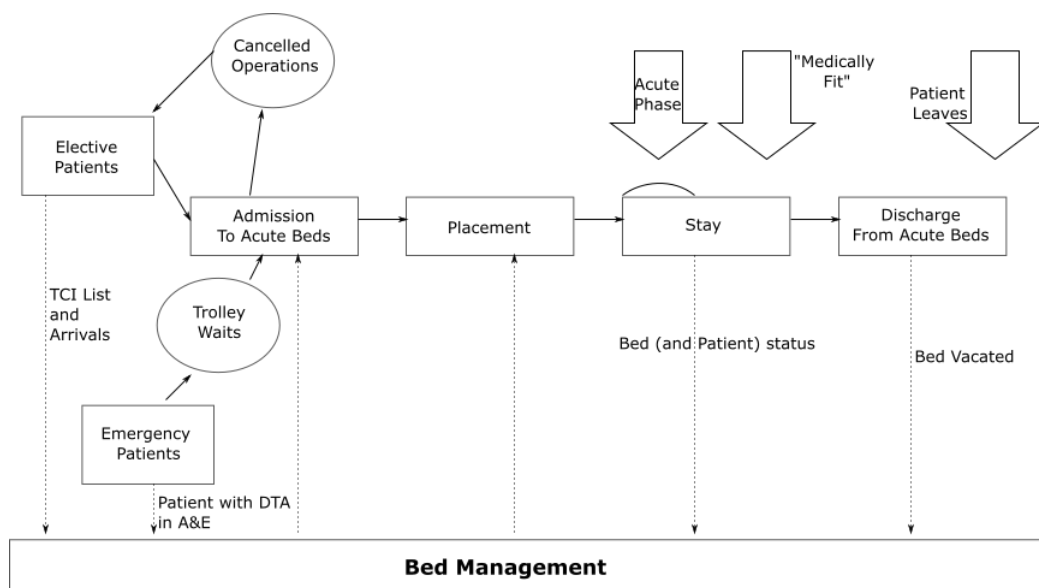 Cancelled
Operations
Acute
Phase
"Medically
Fit"
Patient
Leaves
Elective
Patients
Admission
To Acute Beds
Placement
Stay
Discharge
From Acute Beds
TCI List
and
Arrivals
Trolley
Waits
Bed (and Patient) status
Bed Vacated
Emergency
Patients
Patient with DTA
in A&E
Bed Management